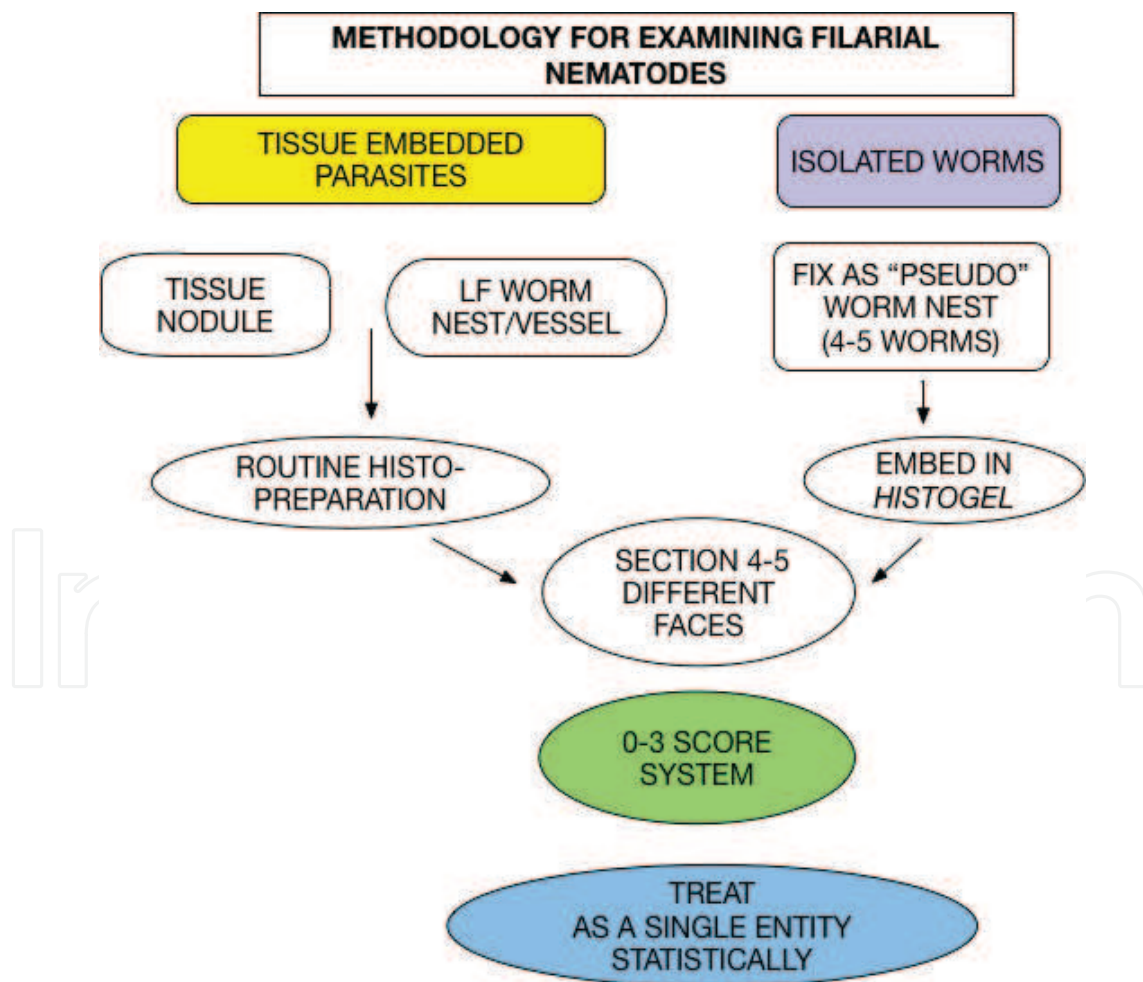 METHODOLOGY FOR EXAMINING FILARIAL
NEMATODES
TISSUE EMBEDDED
PARASITES
ISOLATED WORMS
TISSUE
NODULE
LF WORM
NEST/VESSEL
FIX AS “PSEUDO”
WORM NEST
(4-5 WORMS)
ROUTINE HISTO-
PREPARATION
EMBED IN
HISTOGEL
SECTION 4-5
DIFFERENT
FACES
0-3 SCORE
SYSTEM
TREAT
AS A SINGLE ENTITY
STATISTICALLY